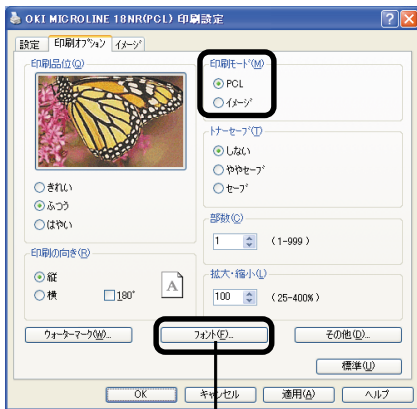 OKI MICROLINE 18NR(PCL) 印刷設定
設定 印刷オプション イメージ
印刷品位(Q)
きれい
ふつう
はやい
印刷の向き(R)
縦
横 180°
A
印刷モード(M)
PCL
イメージ
トナーセーブ(T)
しない
ややセーブ
セーブ
部数(C)
1 (1-999)
拡大・縮小(L)
100 (25-400%)
ウォーターマーク(W)... フォント(F)... その他(D)...
標準(U)
OK キャンセル 適用(A) ヘルプ